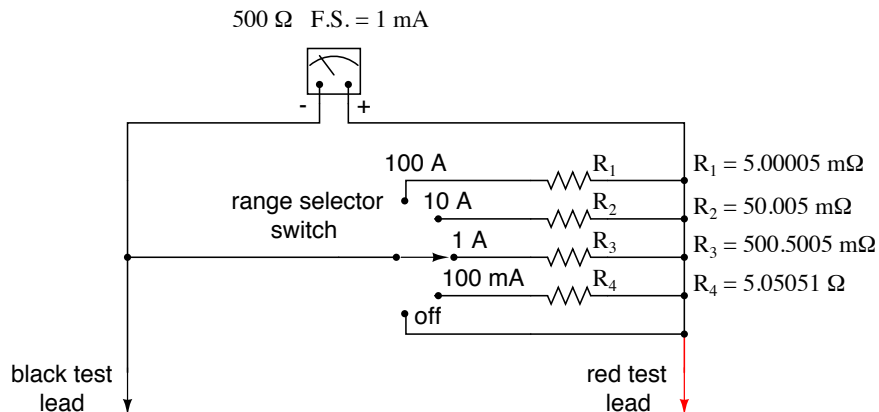 500 Ω F.S. = 1 mA
- +
100 A R₁ R₁ = 5.00005 mΩ
10 A R₂ R₂ = 50.005 mΩ
range selector
switch
1 A R₃ R₃ = 500.5005 mΩ
100 mA R₄ R₄ = 5.05051 Ω
off
black test
lead
red test
lead